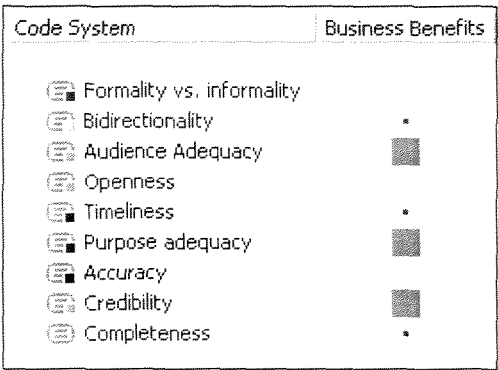 Code System Business Benefits
Formality vs. informality
Bidirectionality
Audience Adequacy
Openness
Timeliness
Purpose adequacy
Accuracy
Credibility
Completeness